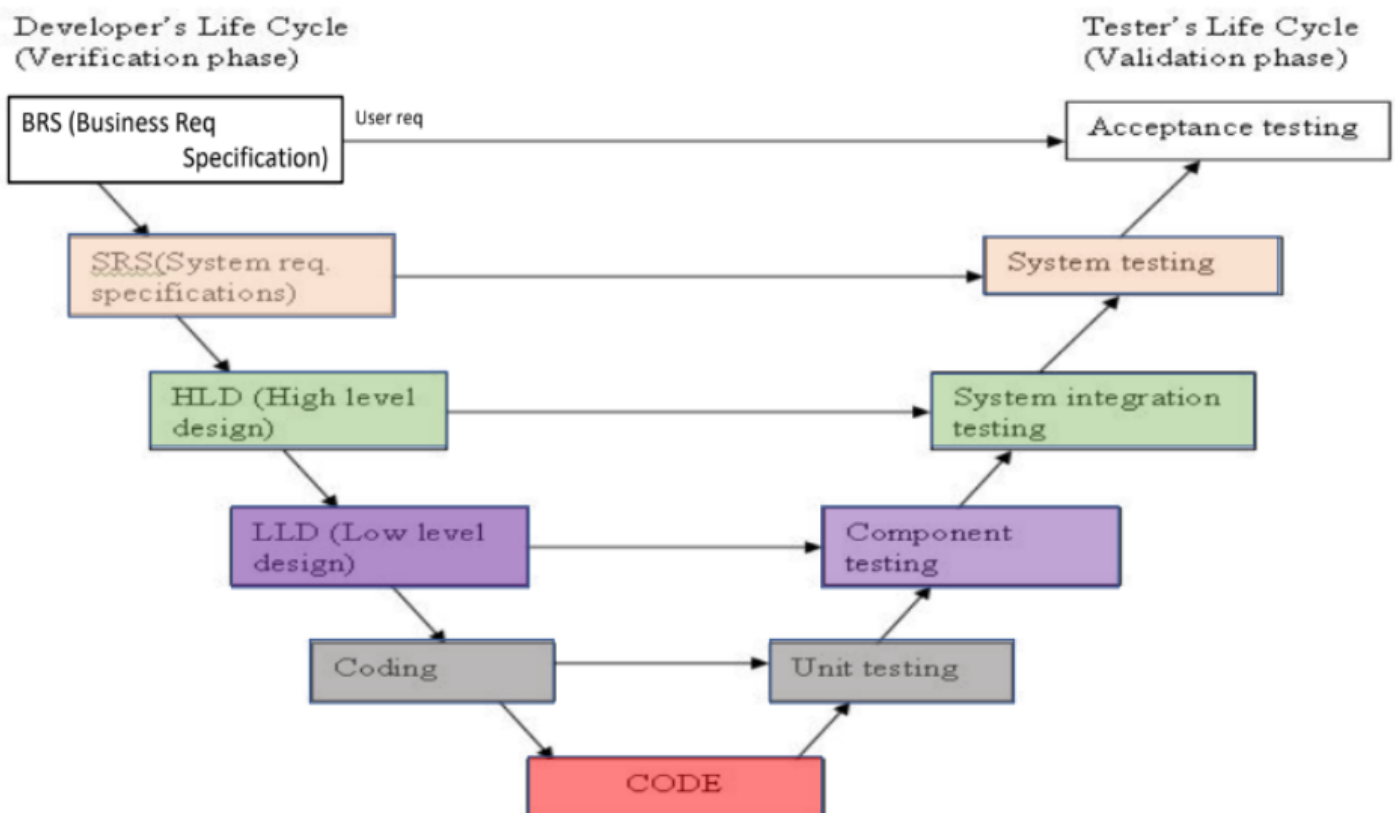 Developer's Life Cycle
(Verification phase)
Tester's Life Cycle
(Validation phase)
BRS (Business Req
Specification)
User req
Acceptance testing
SRS(System req.
specifications)
System testing
HLD (High level
design)
System integration
testing
LLD (Low level
design)
Component
testing
Coding
Unit testing
CODE